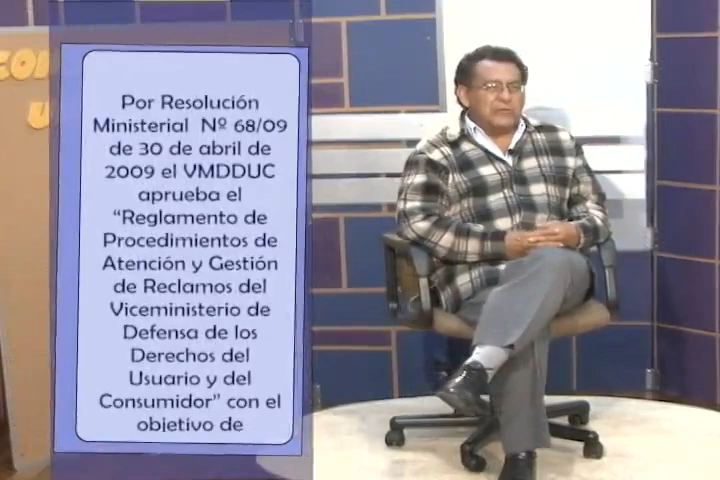 CON
U
Por Resolución
Ministerial Nº 68/09
de 30 de abril de
2009 el VMDDUC
aprueba el
“Reglamento de
Procedimientos de
Atención y Gestión
de Reclamos del
Viceministerio de
Defensa de los
Derechos del
Usuario y del
Consumidor” con el
objetivo de